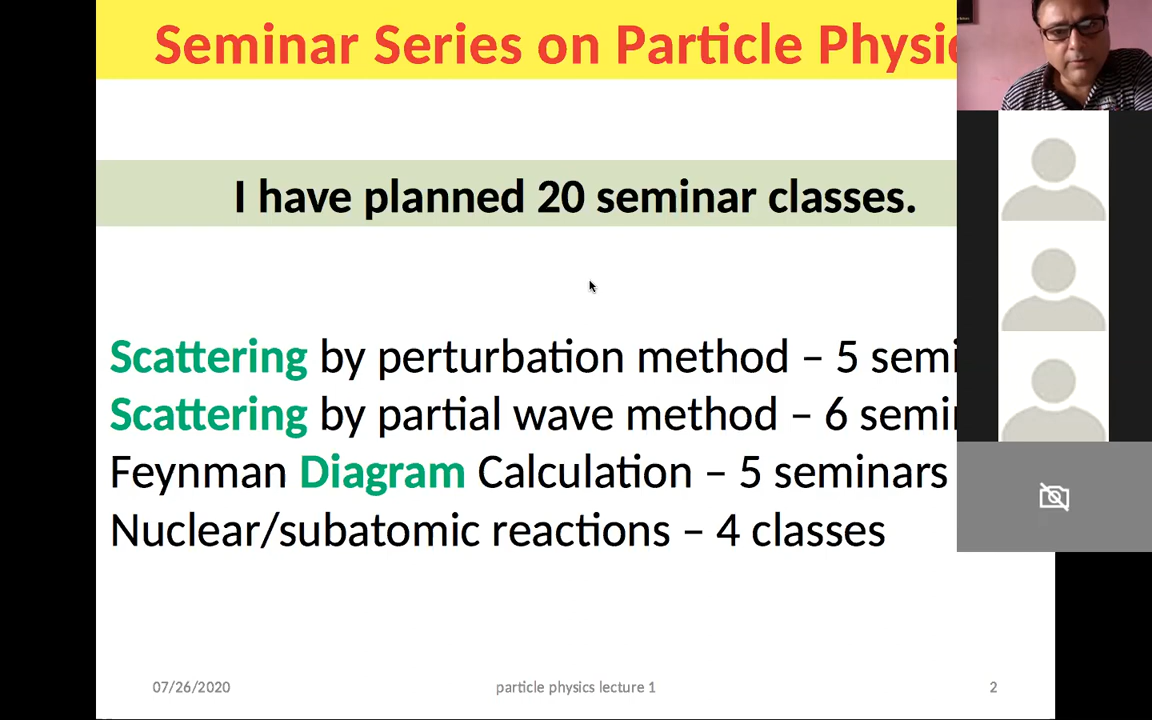 Seminar Series on Particle Physic
I have planned 20 seminar classes.
Scattering by perturbation method – 5 semi
Scattering by partial wave method – 6 semi
Feynman Diagram Calculation – 5 seminars
Nuclear/subatomic reactions – 4 classes
07/26/2020 particle physics lecture 1 2